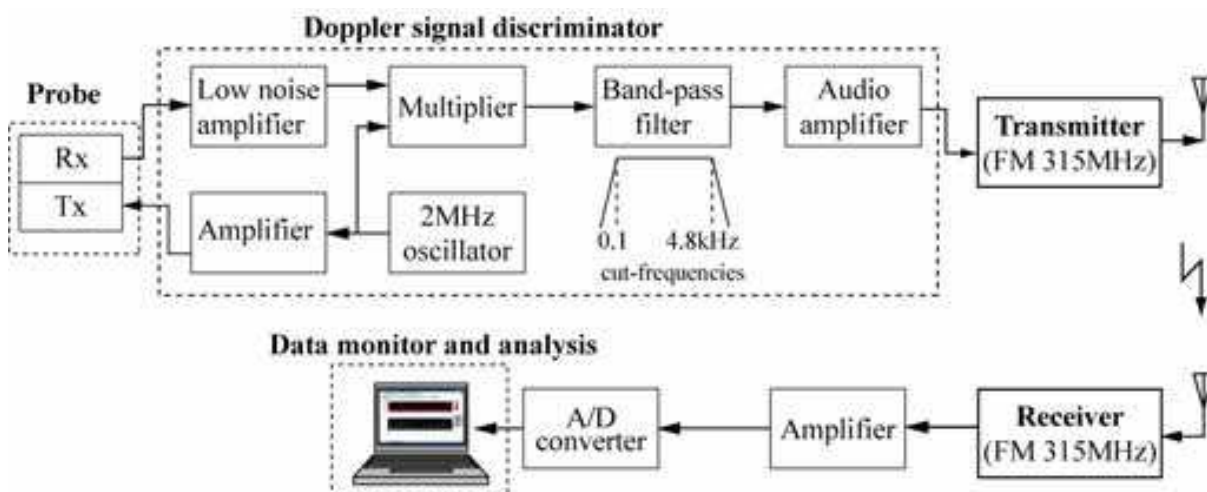 Doppler signal discriminator
Probe
Rx
Tx
Low noise
amplifier
Multiplier
Band-pass
filter
Audio
amplifier
Transmitter
(FM 315MHz)
Amplifier
2MHz
oscillator
0.1 4.8kHz
cut-frequencies
Data monitor and analysis
A/D
converter
Amplifier
Receiver
(FM 315MHz)